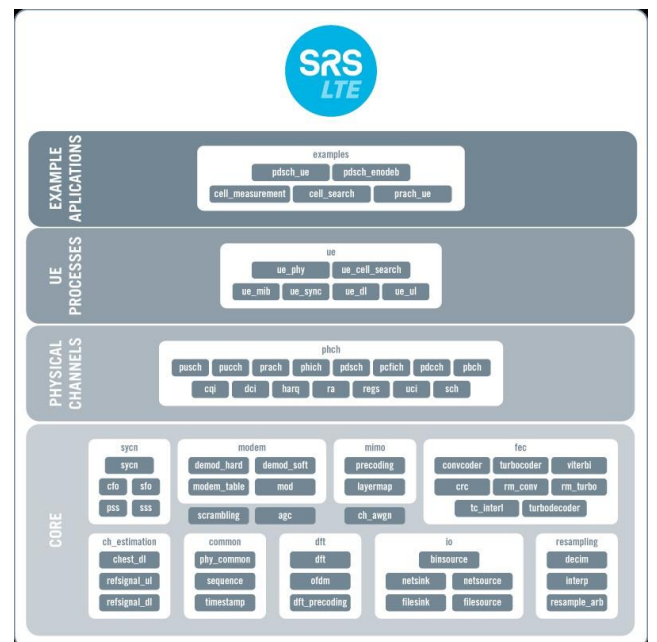 SRS
LTE
EXAMPLE
APLICATIONS
examples
pdsch_ue pdsch_enodeb
cell_measurement cell_search prach_ue
UE
PROCESSES
ue
ue_phy ue_cell_search
ue_mib ue_sync ue_dl ue_ul
PHYSICAL
CHANNELS
phch
pusch pucch prach phich pdsch pcfich pdcch pbch
cqi dci harq ra regs uci sch
CORE
sycn
sycn
cfo sfo
pss sss
modem
demod_hard demod_soft
modem_table mod
scrambling agc
mimo
precoding
layermap
ch_awgn
fec
convcoder turbocoder viterbi
crc rm_conv rm_turbo
tc_interl turbodecoder
ch_estimation
chest_dl
refsignal_ul
refsignal_dl
common
phy_common
sequence
timestamp
dft
dft
ofdm
dft_precoding
io
binsource
netsink netsource
filesink filesource
resampling
decim
interp
resample_arb